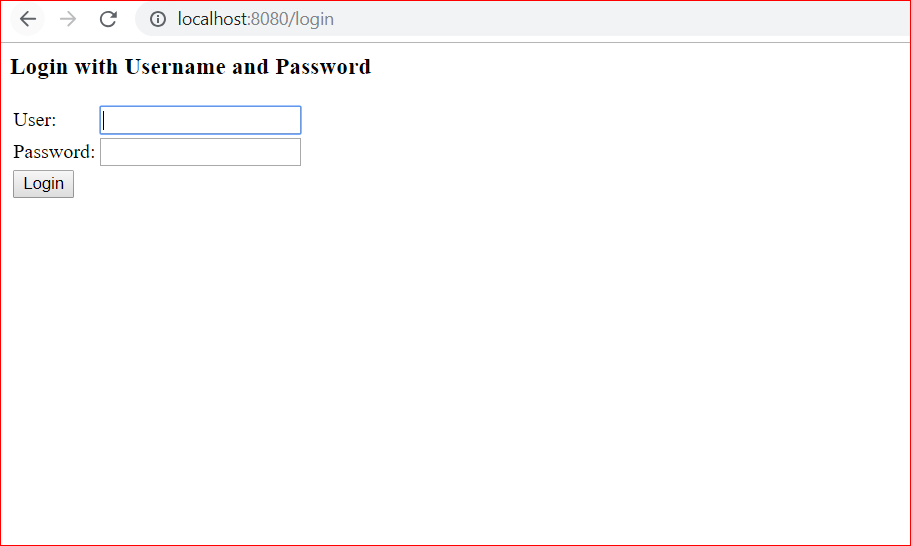 localhost:8080/login
Login with Username and Password
User:
Password:
Login